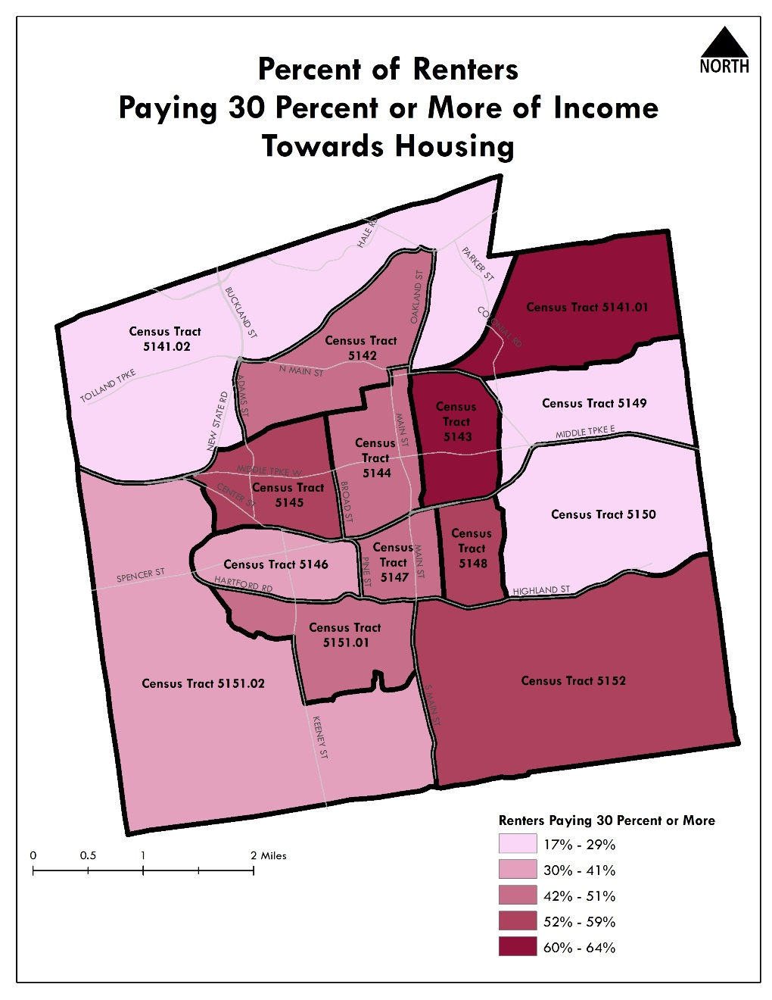 NORTH
Percent of Renters
Paying 30 Percent or More of Income
Towards Housing
HALE RD
PARKER ST
BUCKLAND ST
OAKLAND ST
Census Tract 5141.01
COLONIAL RD
Census Tract
5141.02
Census Tract
5142
N MAIN ST
TOLLAND TPKE
ADAMS ST
NEW STATE RD
MAIN ST
Census
Tract
5143
Census Tract 5149
MIDDLE TPKE E
Census
Tract
5144
MIDDLE TPKE W
CENTER ST
Census Tract
5145
BROAD ST
Census Tract 5150
Census
Tract
5148
Census
Tract
5147
MAIN ST
PINE ST
Census Tract 5146
SPENCER ST
HARTFORD RD
HIGHLAND ST
Census Tract
5151.01
Census Tract 5151.02
Census Tract 5152
S MAIN ST
KEENEY ST
Renters Paying 30 Percent or More
17% - 29%
30% - 41%
42% - 51%
52% - 59%
60% - 64%
0 0.5 1 2 Miles